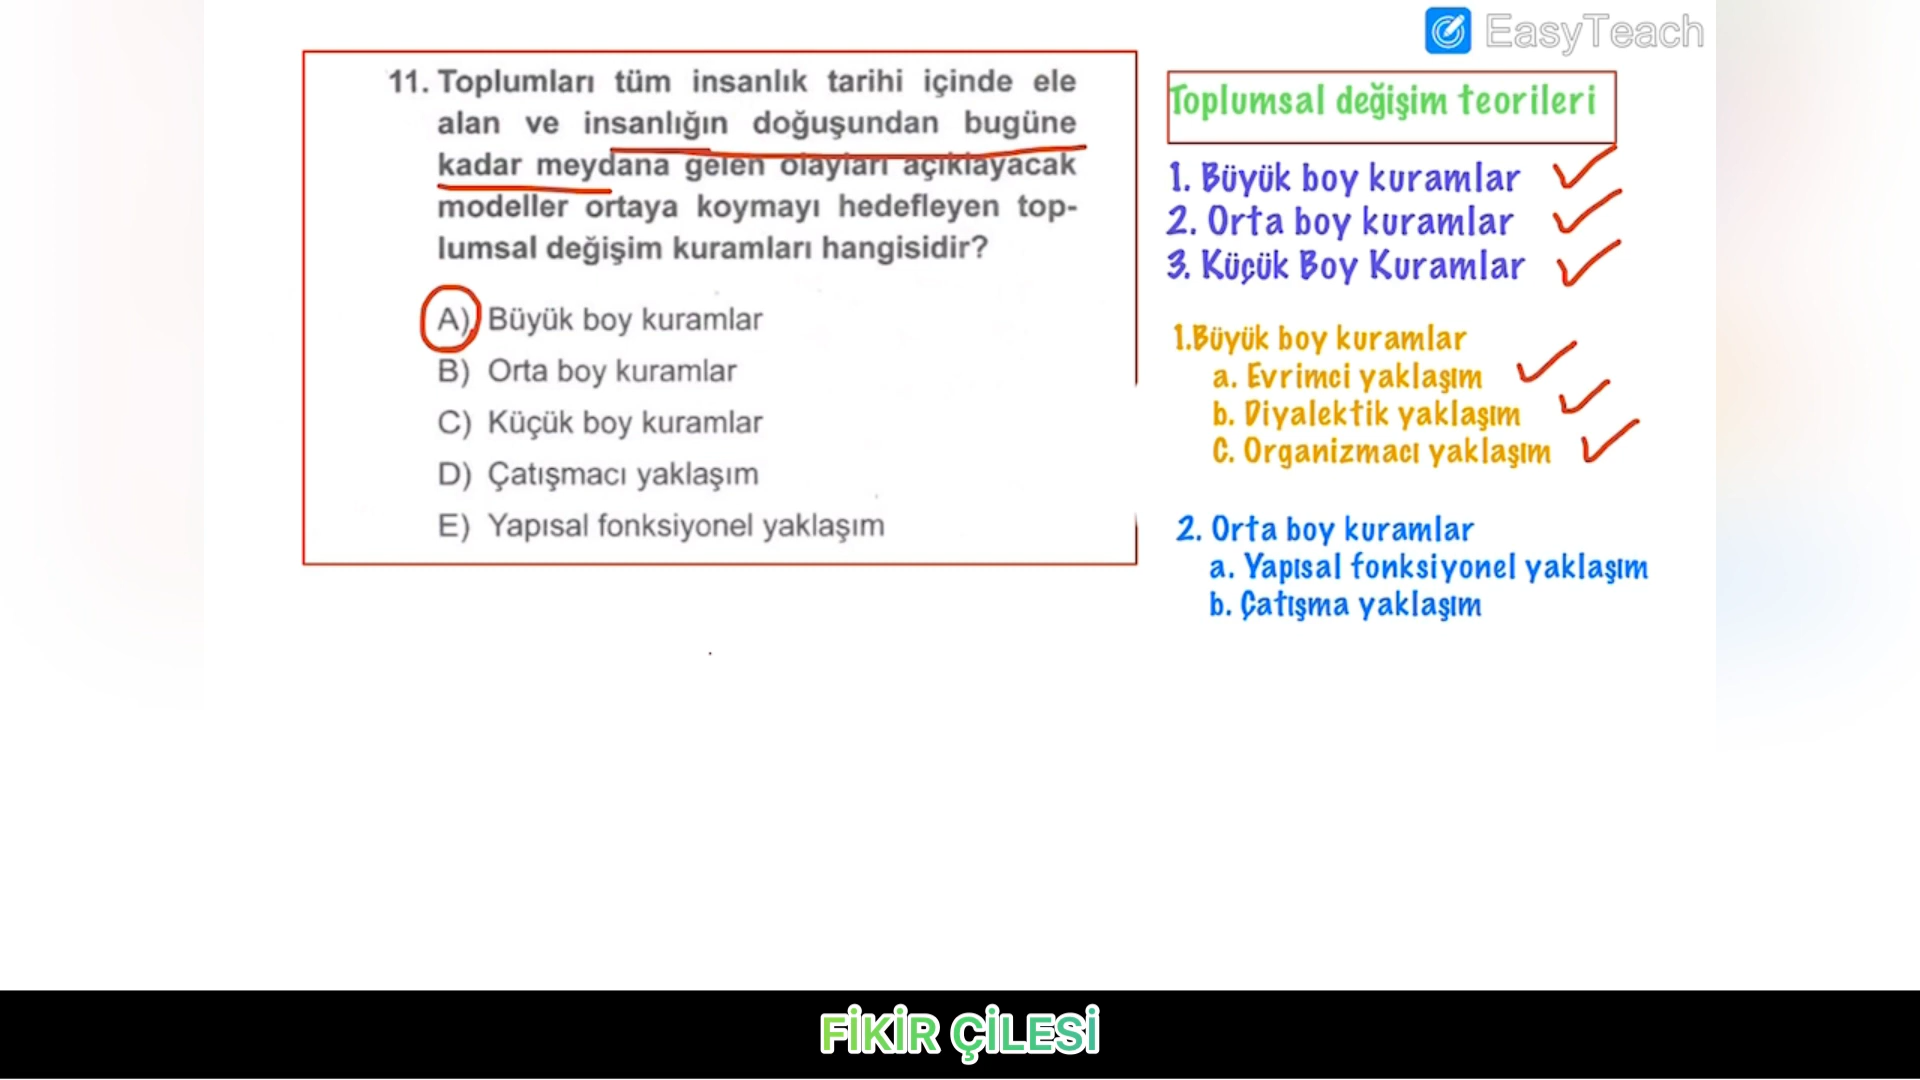 EasyTeach
11. Toplumları tüm insanlık tarihi içinde ele
alan ve insanlığın doğuşundan bugüne
kadar meydana gelen olayları açıklayacak
modeller ortaya koymayı hedefleyen top-
lumsal değişim kuramları hangisidir?
A) Büyük boy kuramlar
B) Orta boy kuramlar
C) Küçük boy kuramlar
D) Çatışmacı yaklaşım
E) Yapısal fonksiyonel yaklaşım
Toplumsal değişim teorileri
1. Büyük boy kuramlar
2. Orta boy kuramlar
3. Küçük Boy Kuramlar
1.Büyük boy kuramlar
a. Evrimci yaklaşım
b. Diyalektik yaklaşım
C. Organizmacı yaklaşım
2. Orta boy kuramlar
a. Yapısal fonksiyonel yaklaşım
b. Çatışma yaklaşım
FİKİR ÇİLESİ